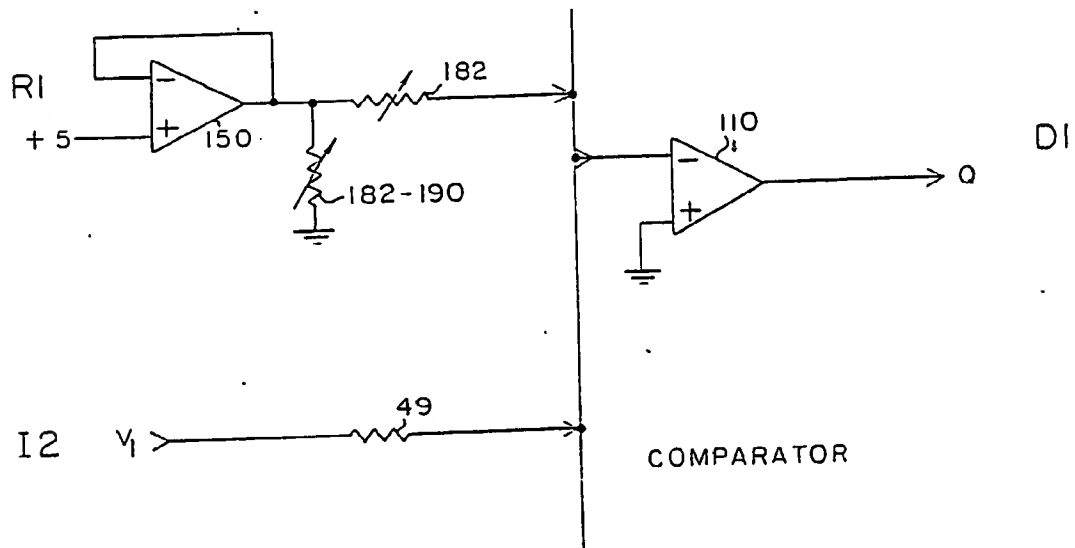 182
R1
+ 5
-
+
150
182-190
110
-
+
Q
D1
49
I2
V1
COMPARATOR